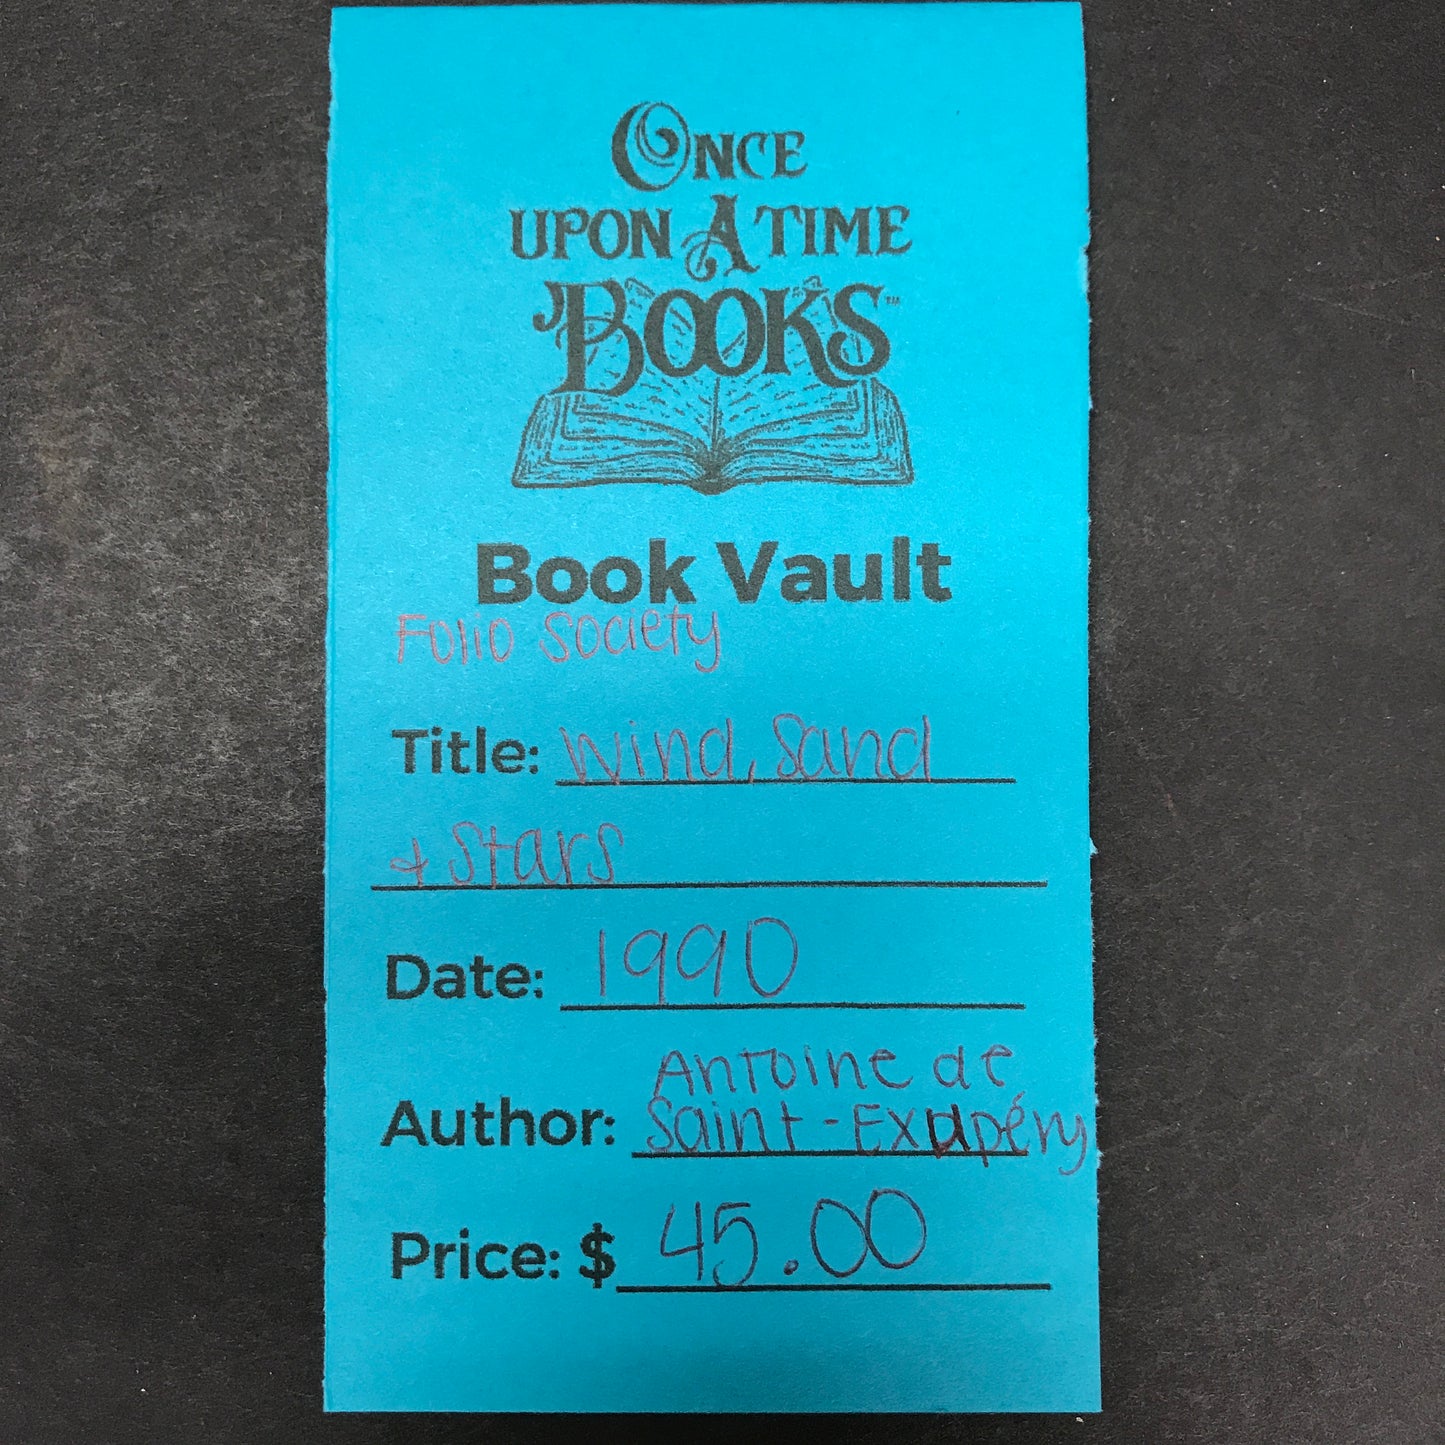 ONCE
UPON A TIME
BOOKS™
Book Vault
Folio Society
Title: Wind, Sand
& Stars
Date: 1990
Antoine de
Author: Saint-Exupéry
Price: $ 45.00